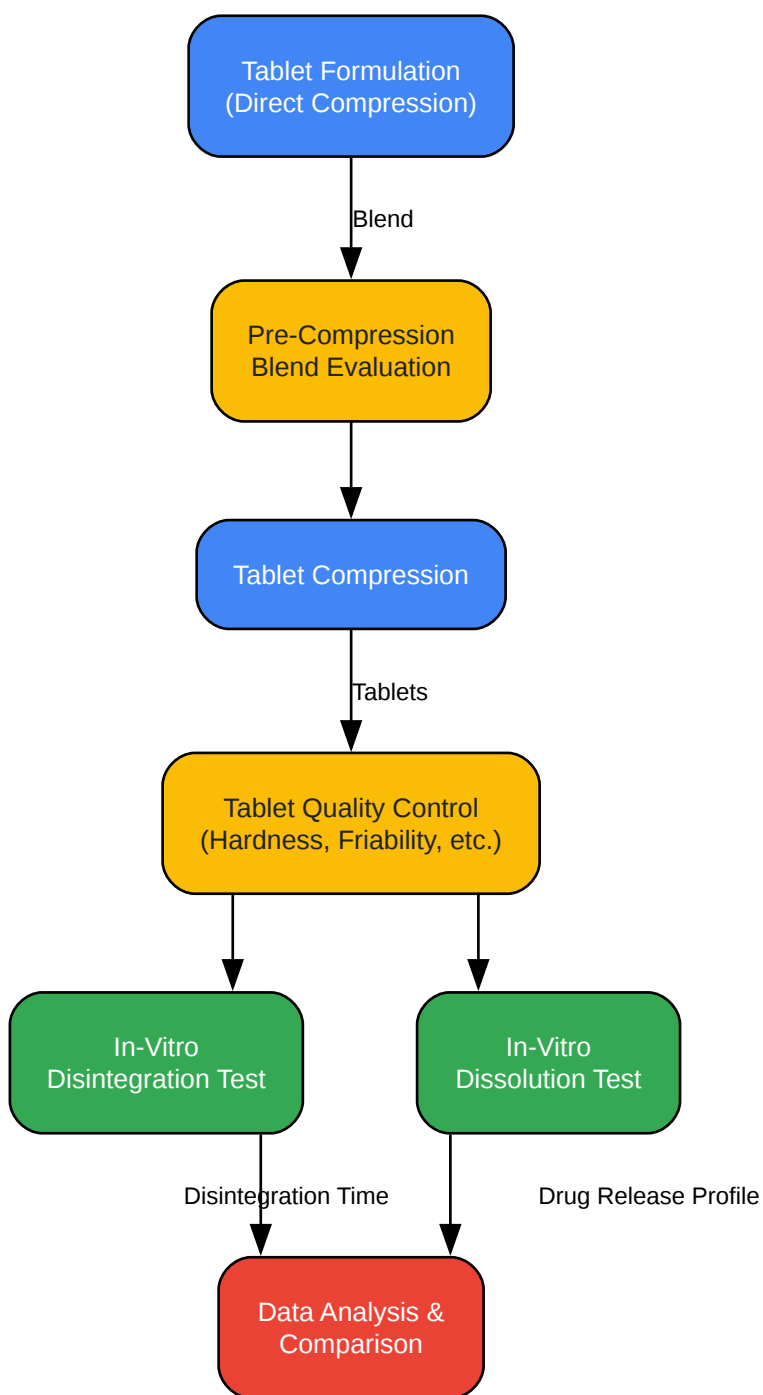 Tablet Formulation
(Direct Compression)
Blend
Pre-Compression
Blend Evaluation
Tablet Compression
Tablets
Tablet Quality Control
(Hardness, Friability, etc.)
In-Vitro
Disintegration Test
In-Vitro
Dissolution Test
Disintegration Time
Drug Release Profile
Data Analysis &
Comparison